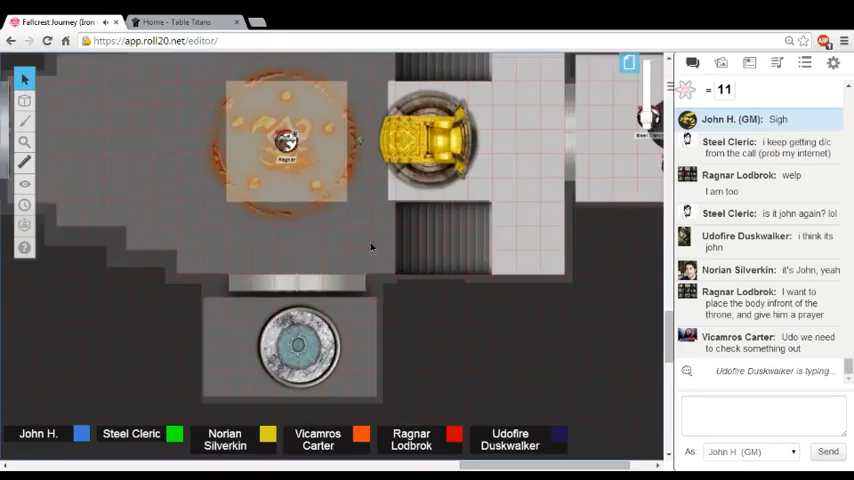 Fallcrest Journey (Iron
Home - Table Titans
https://app.roll20.net/editor/
ABP
= 11
John H. (GM): Sigh
Steel Cleric: i keep getting d/c
from the call (prob my internet)
Ragnar Lodbrok: welp
I am too
Steel Cleric: is it john again? lol
Udofire Duskwalker: i think its
john
Norian Silverkin: it's John, yeah
Ragnar Lodbrok: I want to
place the body infront of the
throne, and give him a prayer
Vicamros Carter: Udo we need
to check something out
Udofire Duskwalker is typing...
Ragnar
John H.
Steel Cleric
Norian
Silverkin
Vicamros
Carter
Ragnar
Lodbrok
Udofire
Duskwalker
As:
John H. (GM)
Send